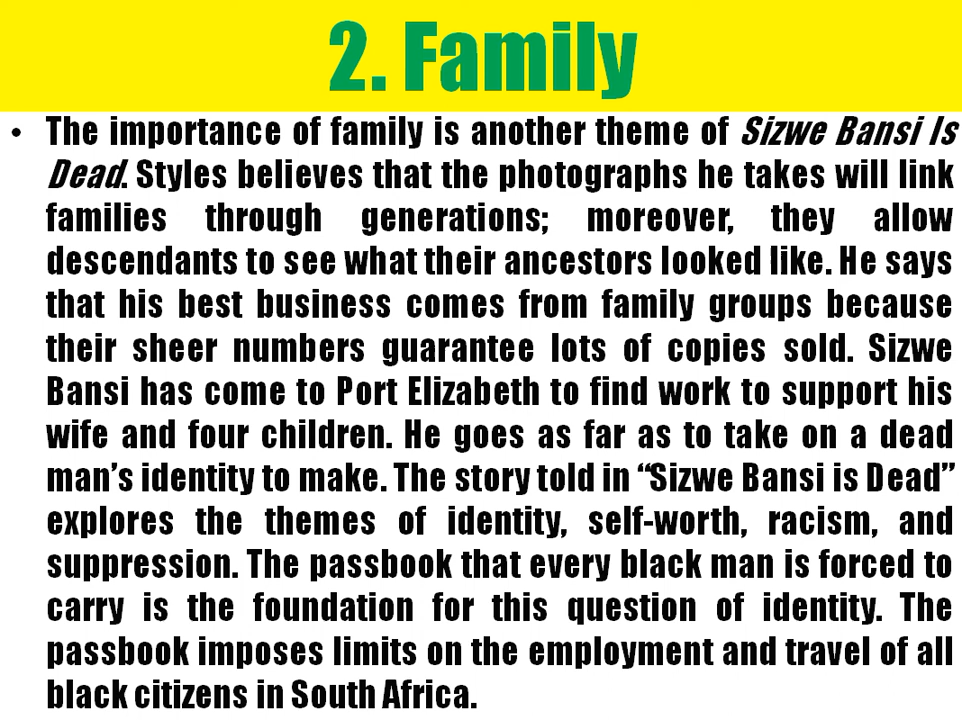 2. Family
• The importance of family is another theme of Sizwe Bansi Is
Dead. Styles believes that the photographs he takes will link
families through generations; moreover, they allow
descendants to see what their ancestors looked like. He says
that his best business comes from family groups because
their sheer numbers guarantee lots of copies sold. Sizwe
Bansi has come to Port Elizabeth to find work to support his
wife and four children. He goes as far as to take on a dead
man’s identity to make. The story told in “Sizwe Bansi is Dead”
explores the themes of identity, self-worth, racism, and
suppression. The passbook that every black man is forced to
carry is the foundation for this question of identity. The
passbook imposes limits on the employment and travel of all
black citizens in South Africa.